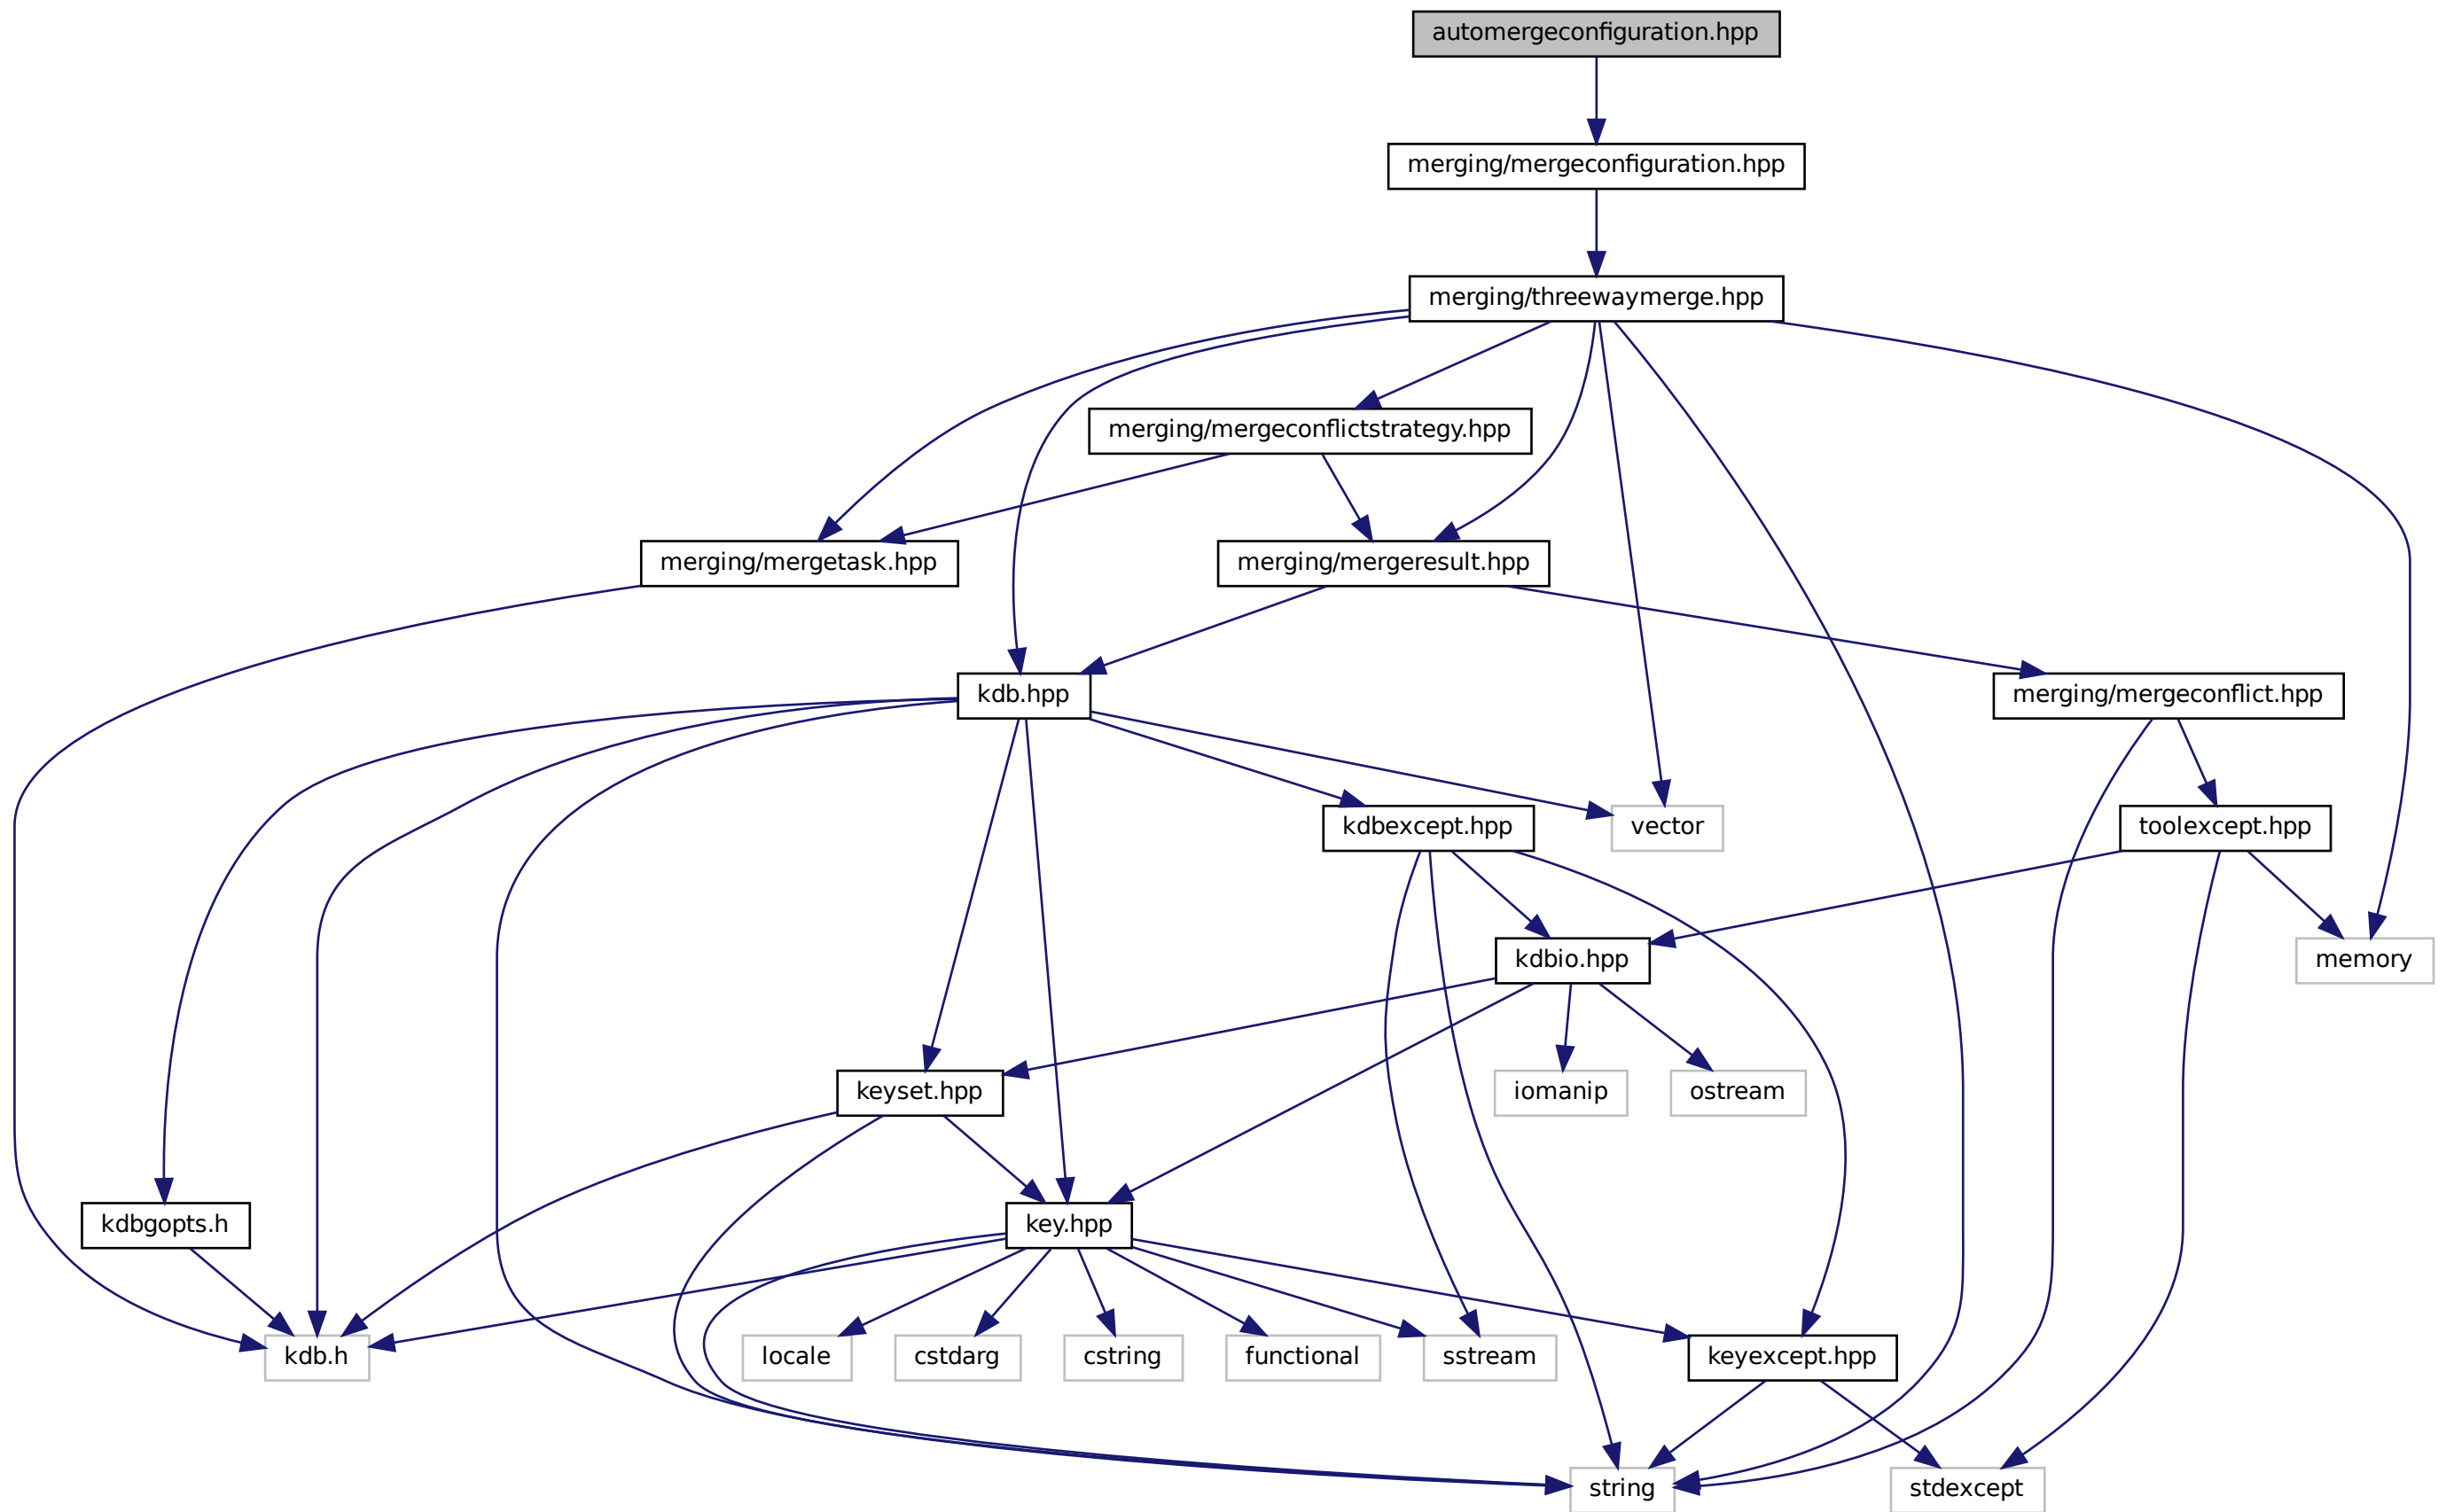 automergeconfiguration.hpp
merging/mergeconfiguration.hpp
merging/threewaymerge.hpp
merging/mergeconflictstrategy.hpp
merging/mergetask.hpp
merging/mergeresult.hpp
kdb.hpp
merging/mergeconflict.hpp
kdbexcept.hpp
vector
toolexcept.hpp
kdbio.hpp
memory
keyset.hpp
iomanip
ostream
kdbgopts.h
key.hpp
kdb.h
locale
cstdarg
cstring
functional
sstream
keyexcept.hpp
string
stdexcept